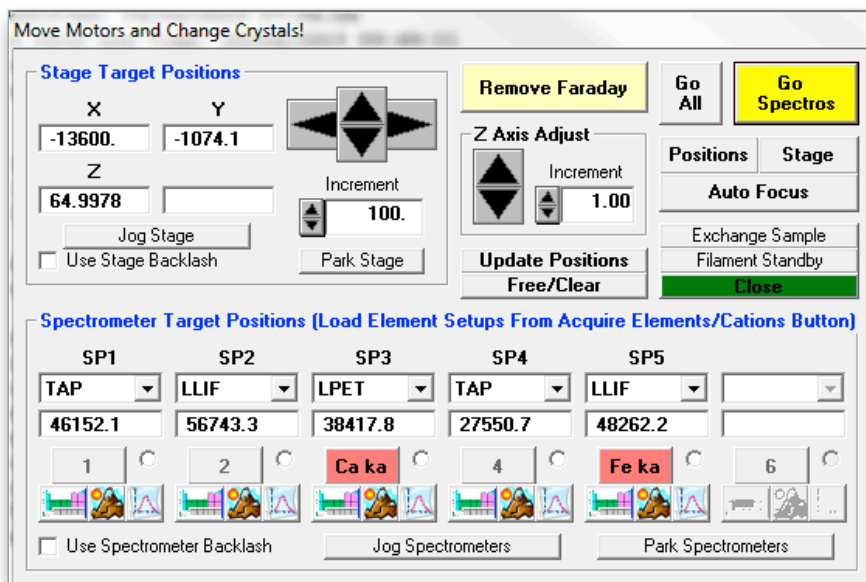 Move Motors and Change Crystals!
Stage Target Positions
X Y
-13600. -1074.1
Z
64.9978
Jog Stage
Use Stage Backlash
Increment
100.
Park Stage
Remove Faraday
Z Axis Adjust
Increment
1.00
Update Positions
Free/Clear
Go All
Go Spectros
Positions Stage
Auto Focus
Exchange Sample
Filament Standby
Close
Spectrometer Target Positions (Load Element Setups From Acquire Elements/Cations Button)
SP1 SP2 SP3 SP4 SP5
TAP LLIF LPET TAP LLIF
46152.1 56743.3 38417.8 27550.7 48262.2
1 2 Ca ka 4 Fe ka 6
Use Spectrometer Backlash Jog Spectrometers Park Spectrometers